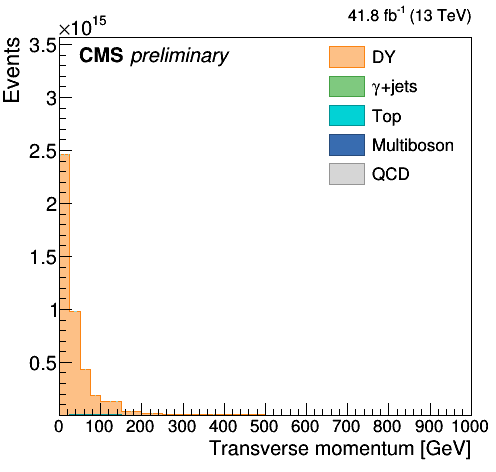 41.8 fb⁻¹ (13 TeV)
×10¹⁵
CMS preliminary
Events
3.5
3
2.5
2
1.5
1
0.5
DY
γ+jets
Top
Multiboson
QCD
0 100 200 300 400 500 600 700 800 900 1000
Transverse momentum [GeV]